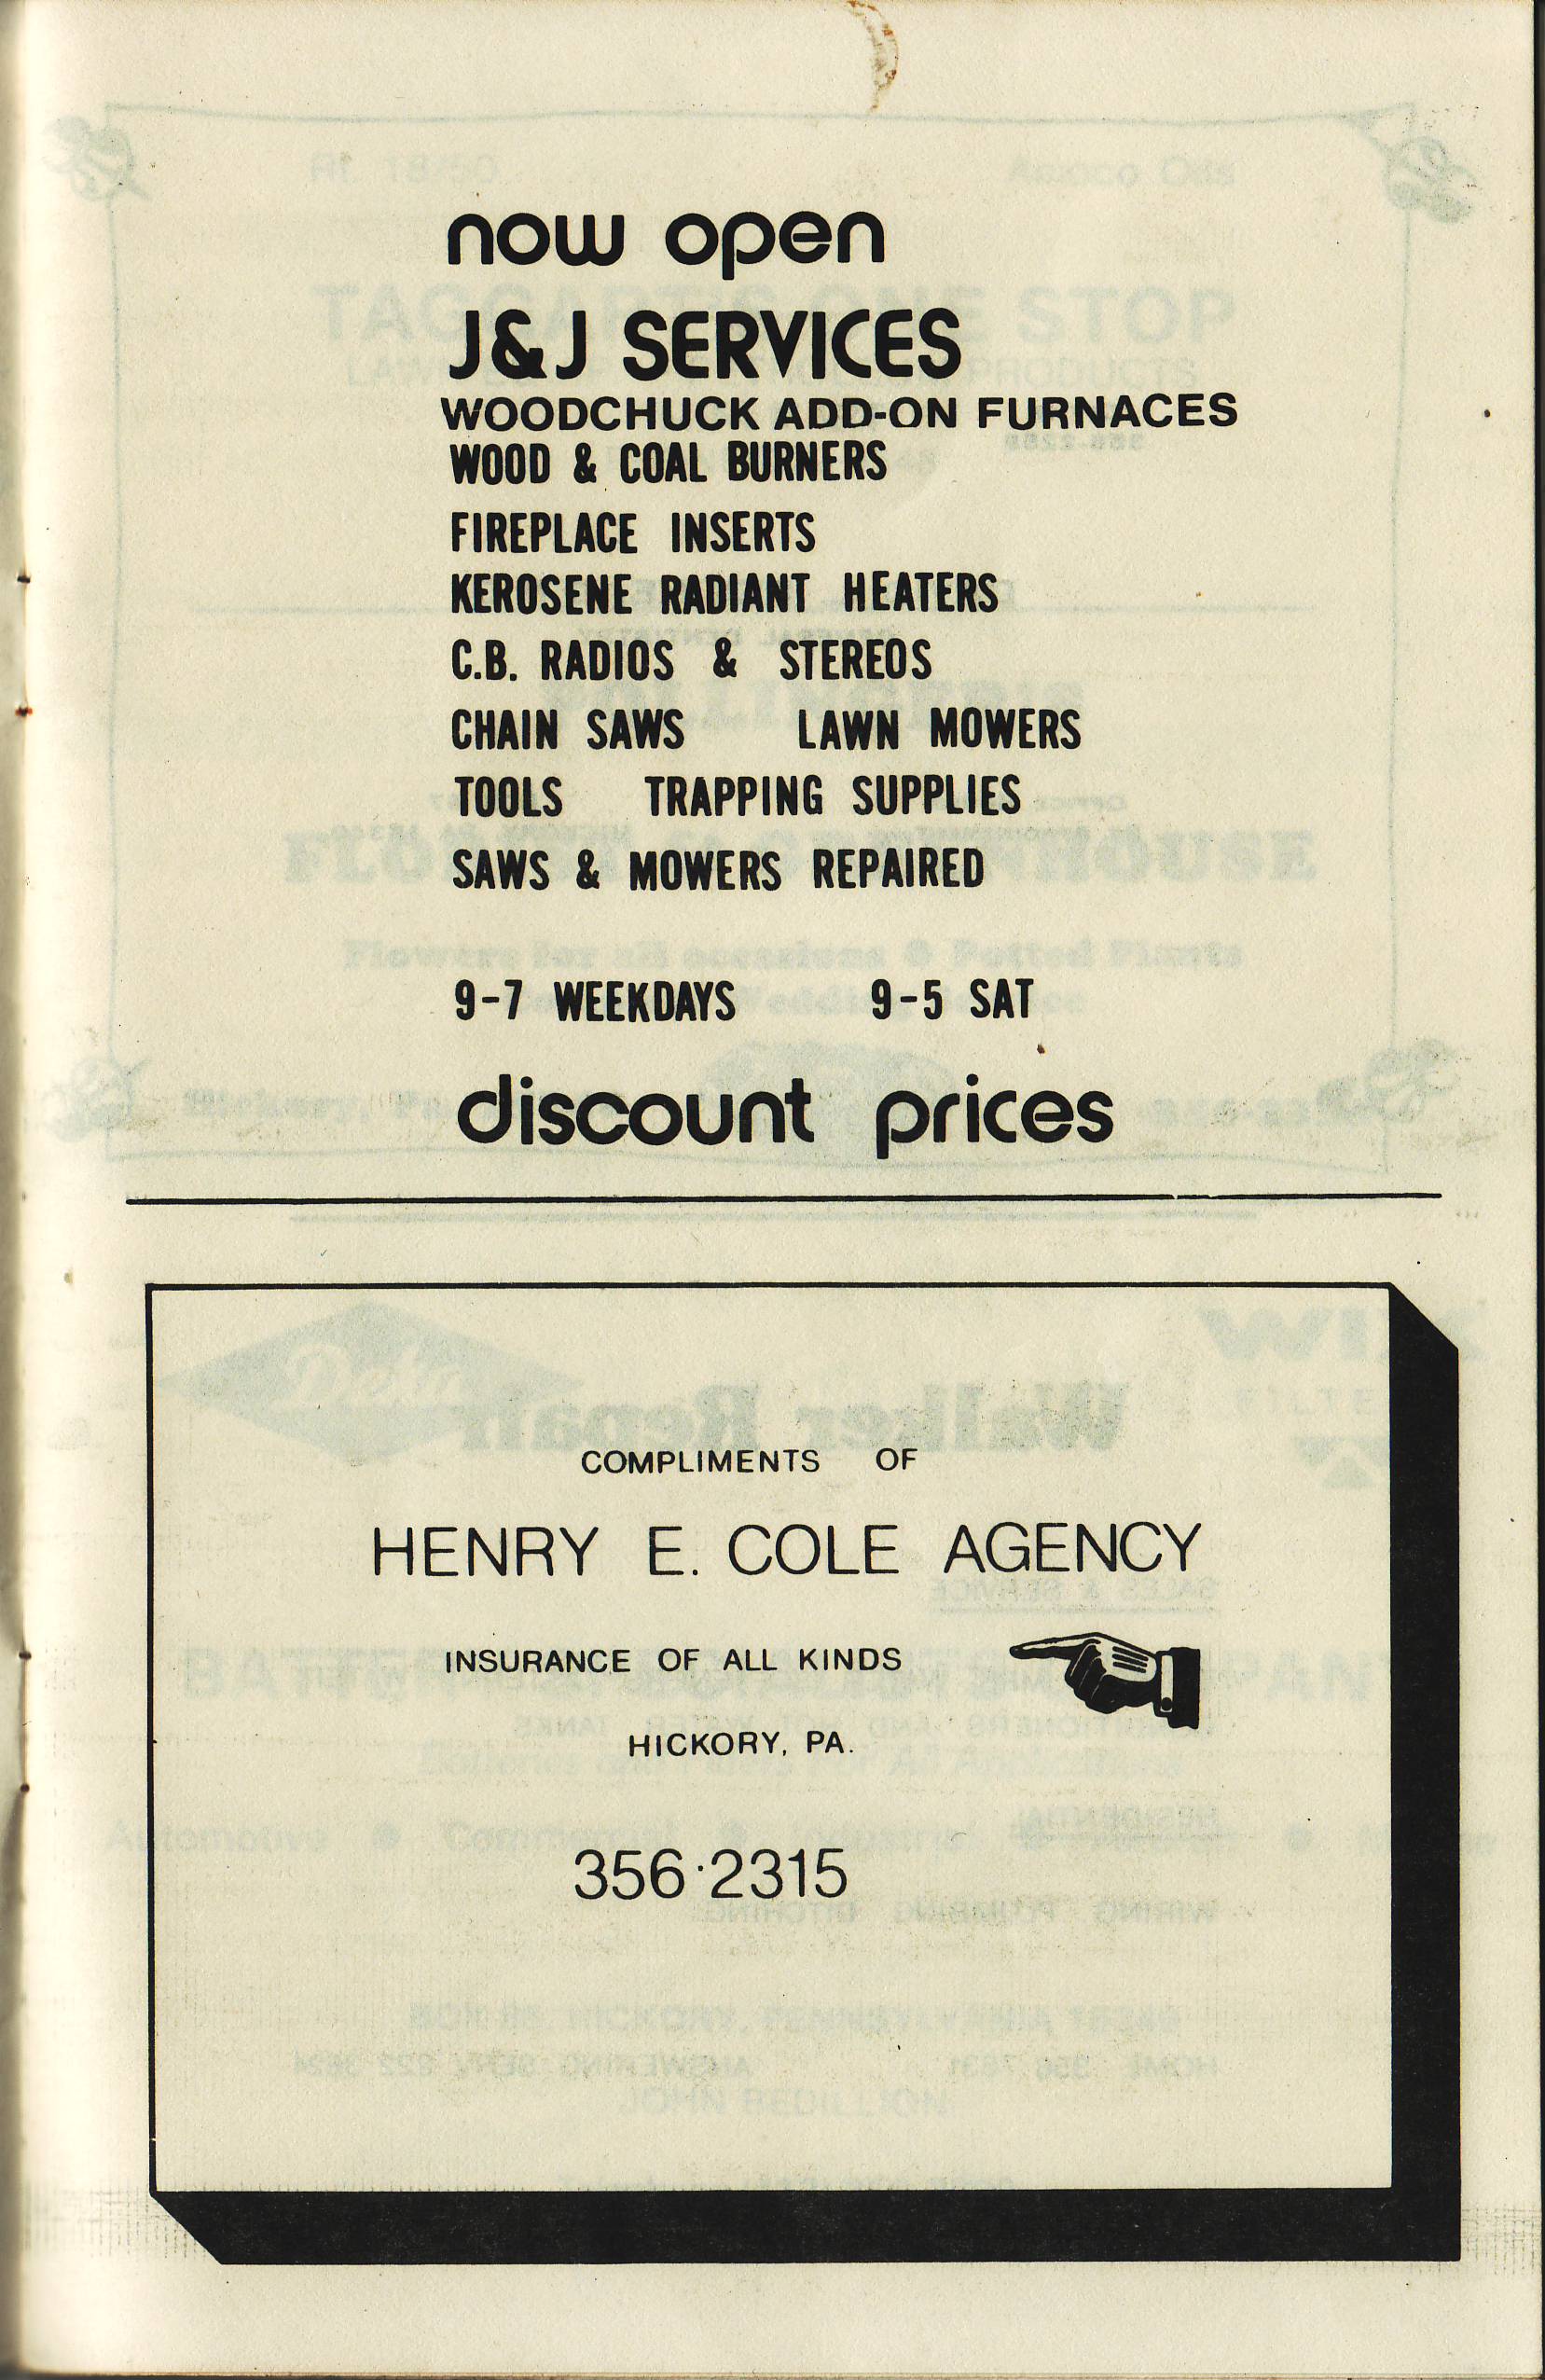 now open
J&J SERVICES
WOODCHUCK ADD-ON FURNACES
WOOD & COAL BURNERS
FIREPLACE INSERTS
KEROSENE RADIANT HEATERS
C.B. RADIOS & STEREOS
CHAIN SAWS LAWN MOWERS
TOOLS TRAPPING SUPPLIES
SAWS & MOWERS REPAIRED
9-7 WEEKDAYS 9-5 SAT
discount prices
COMPLIMENTS OF
HENRY E. COLE AGENCY
INSURANCE OF ALL KINDS
HICKORY, PA.
356·2315